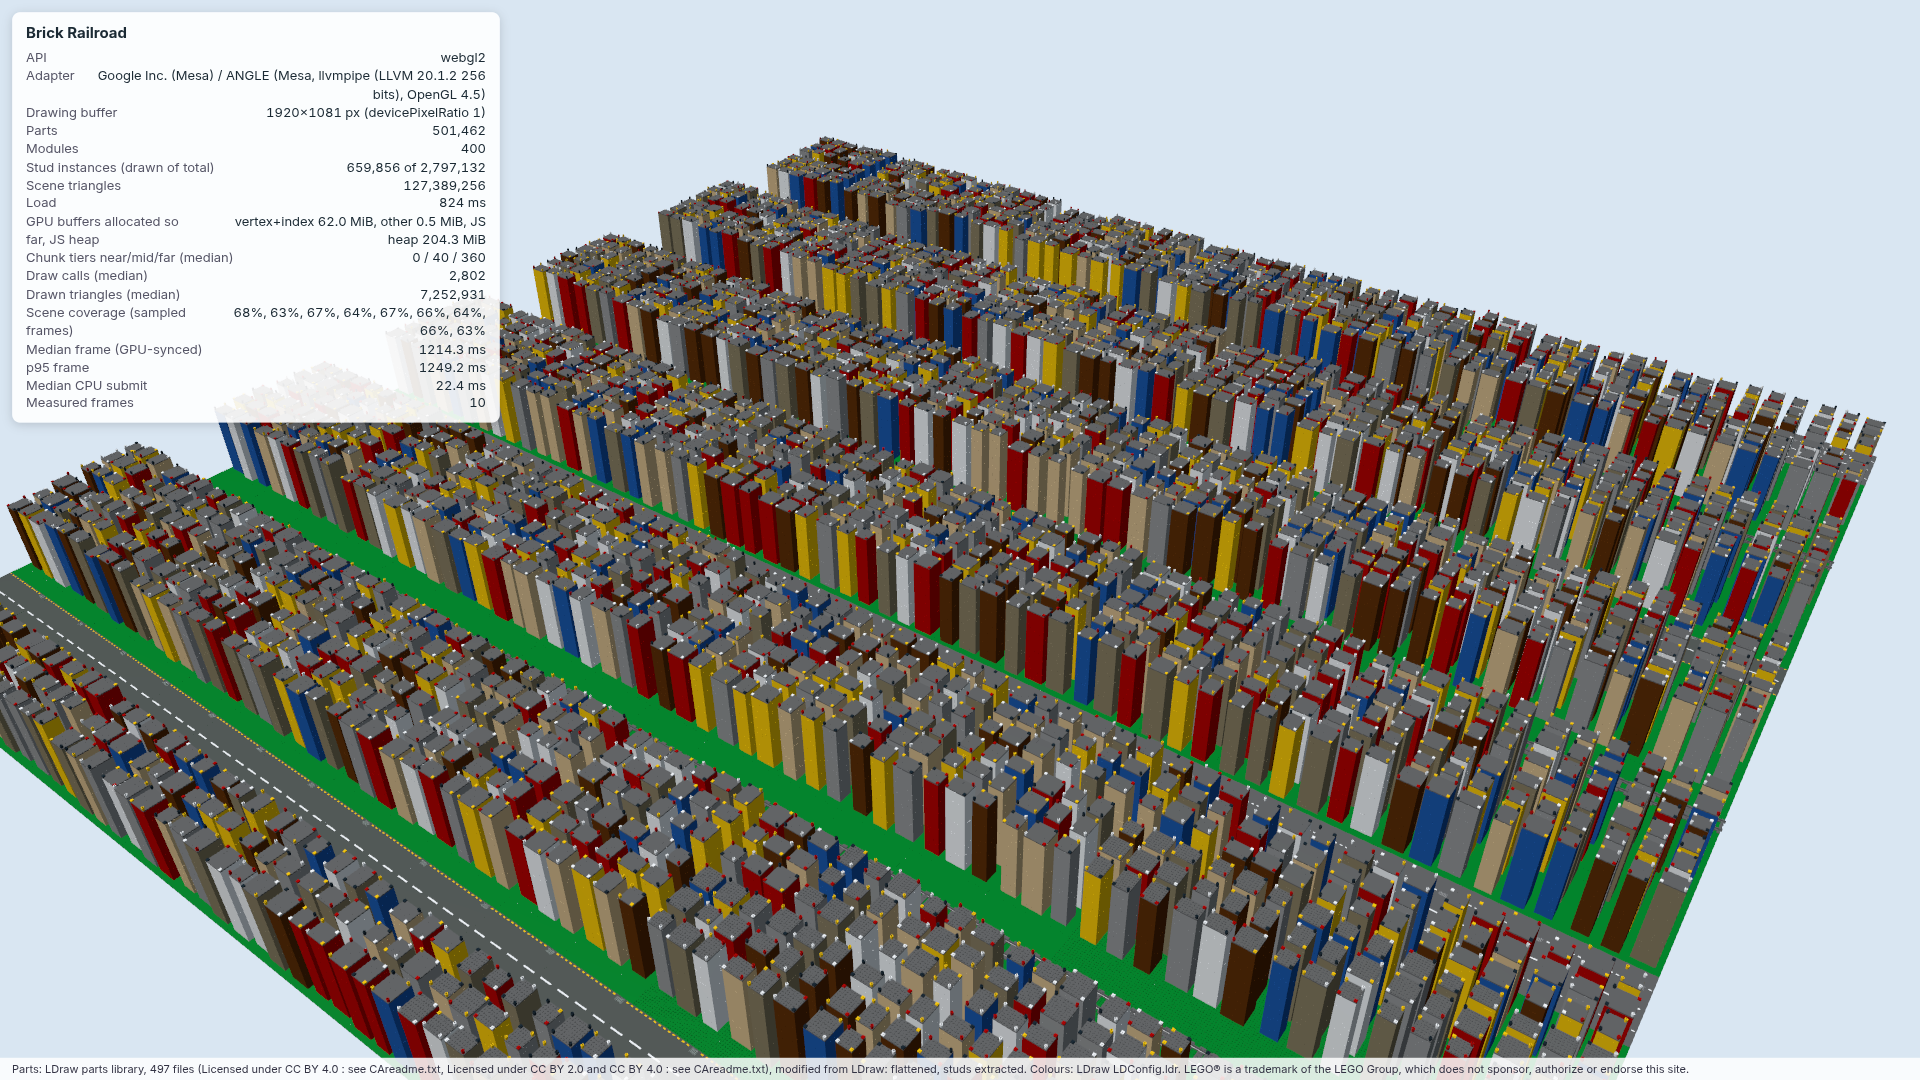 Brick Railroad
API webgl2
Adapter Google Inc. (Mesa) / ANGLE (Mesa, llvmpipe (LLVM 20.1.2 256
bits), OpenGL 4.5)
Drawing buffer 1920×1081 px (devicePixelRatio 1)
Parts 501,462
Modules 400
Stud instances (drawn of total) 659,856 of 2,797,132
Scene triangles 127,389,256
Load 824 ms
GPU buffers allocated so vertex+index 62.0 MiB, other 0.5 MiB, JS
far, JS heap heap 204.3 MiB
Chunk tiers near/mid/far (median) 0 / 40 / 360
Draw calls (median) 2,802
Drawn triangles (median) 7,252,931
Scene coverage (sampled 68%, 63%, 67%, 64%, 67%, 66%, 64%,
frames) 66%, 63%
Median frame (GPU-synced) 1214.3 ms
p95 frame 1249.2 ms
Median CPU submit 22.4 ms
Measured frames 10
Parts: LDraw parts library, 497 files (Licensed under CC BY 4.0 : see CAreadme.txt, Licensed under CC BY 2.0 and CC BY 4.0 : see CAreadme.txt), modified from LDraw: flattened, studs extracted. Colours: LDraw LDConfig.ldr. LEGO® is a trademark of the LEGO Group, which does not sponsor, authorize or endorse this site.